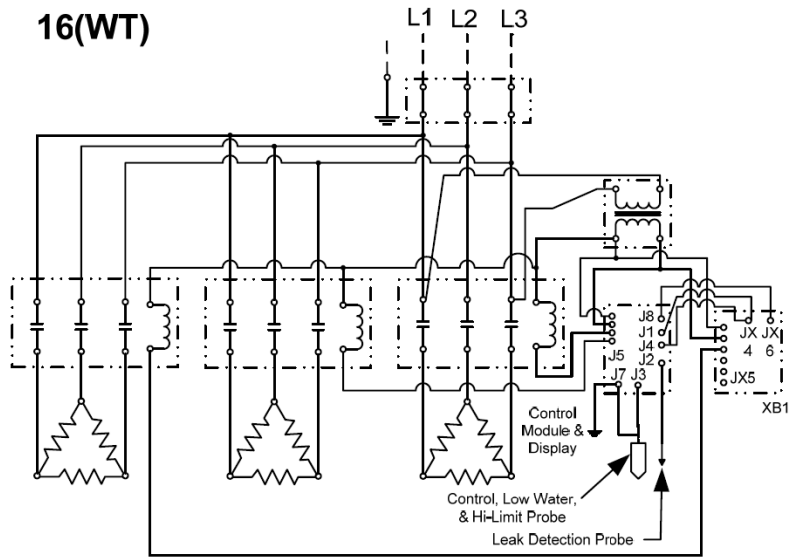 16(WT)
L1 L2 L3
J8
J1
J4
J5
J2
J7 J3
JX JX
4 6
JX5
XB1
Control
Module &
Display
Control, Low Water,
& Hi-Limit Probe
Leak Detection Probe